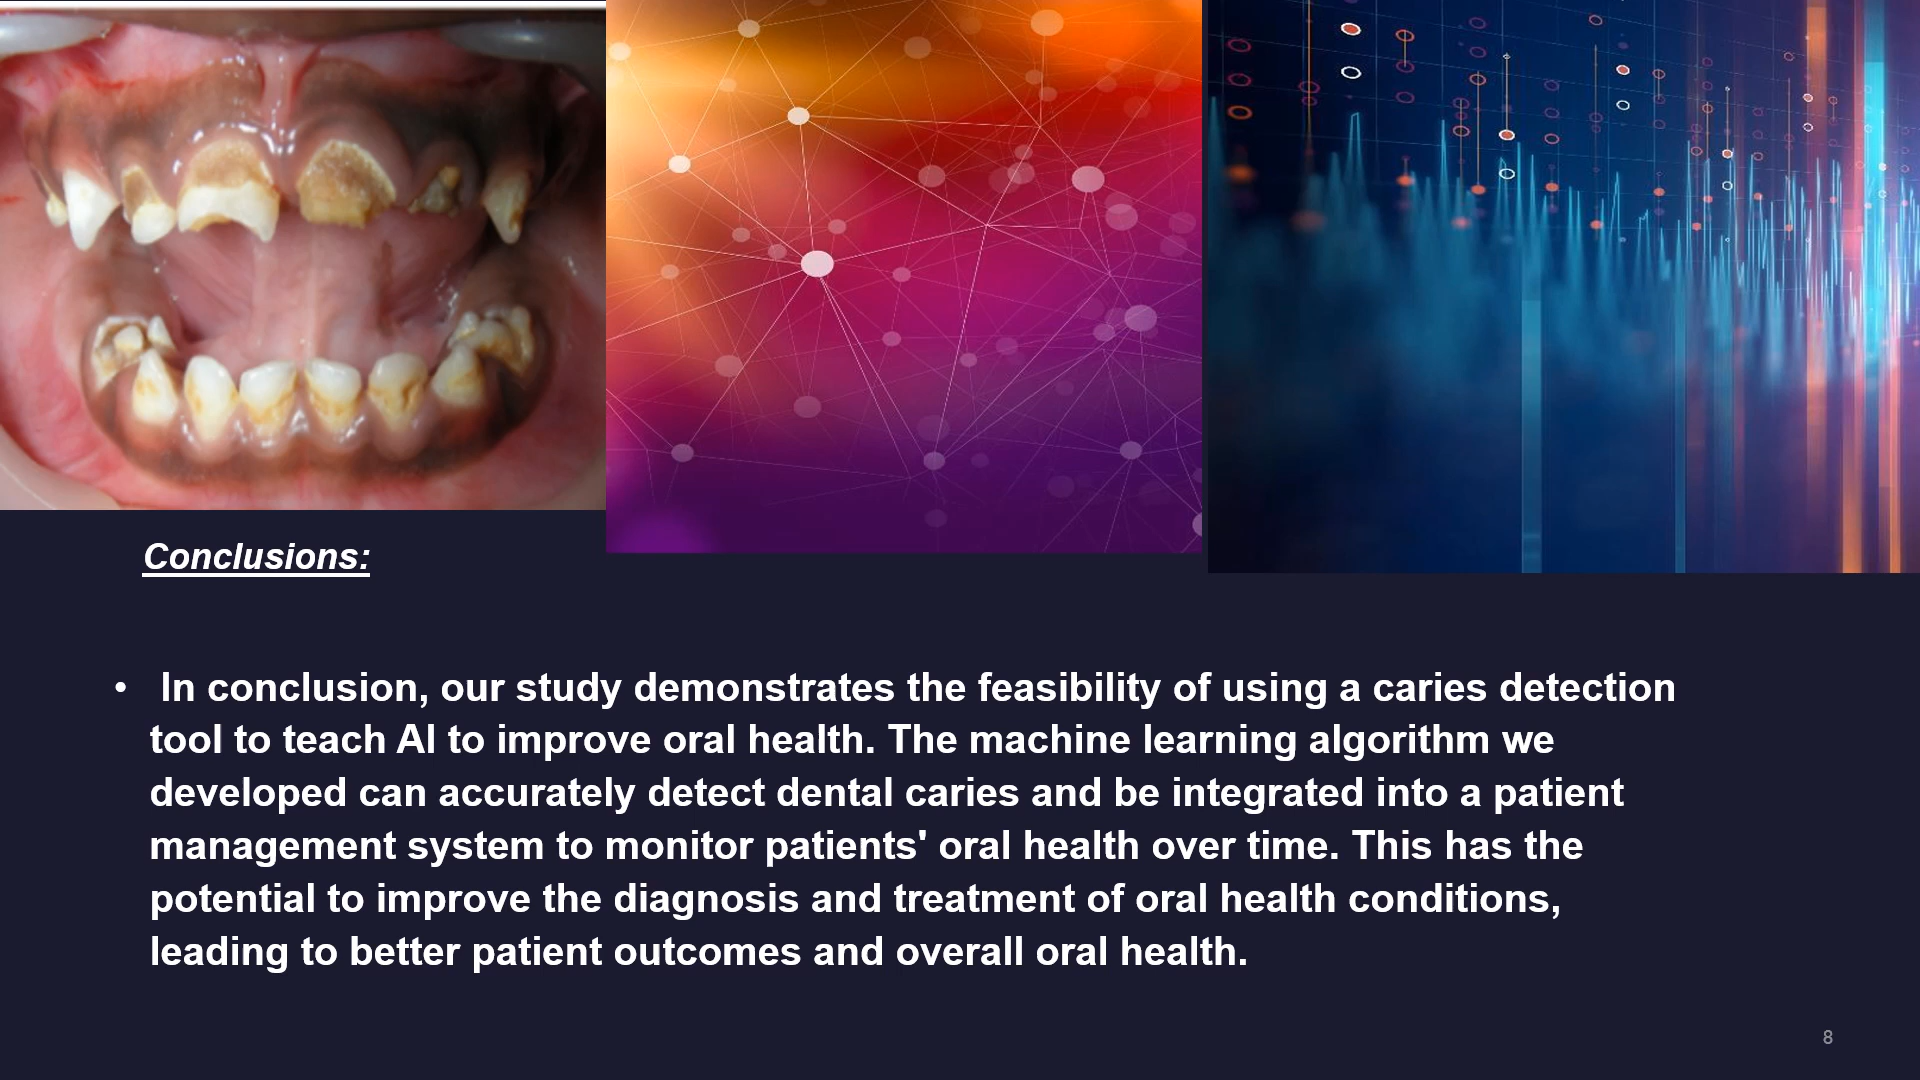 Conclusions:
• In conclusion, our study demonstrates the feasibility of using a caries detection
tool to teach AI to improve oral health. The machine learning algorithm we
developed can accurately detect dental caries and be integrated into a patient
management system to monitor patients' oral health over time. This has the
potential to improve the diagnosis and treatment of oral health conditions,
leading to better patient outcomes and overall oral health.
8